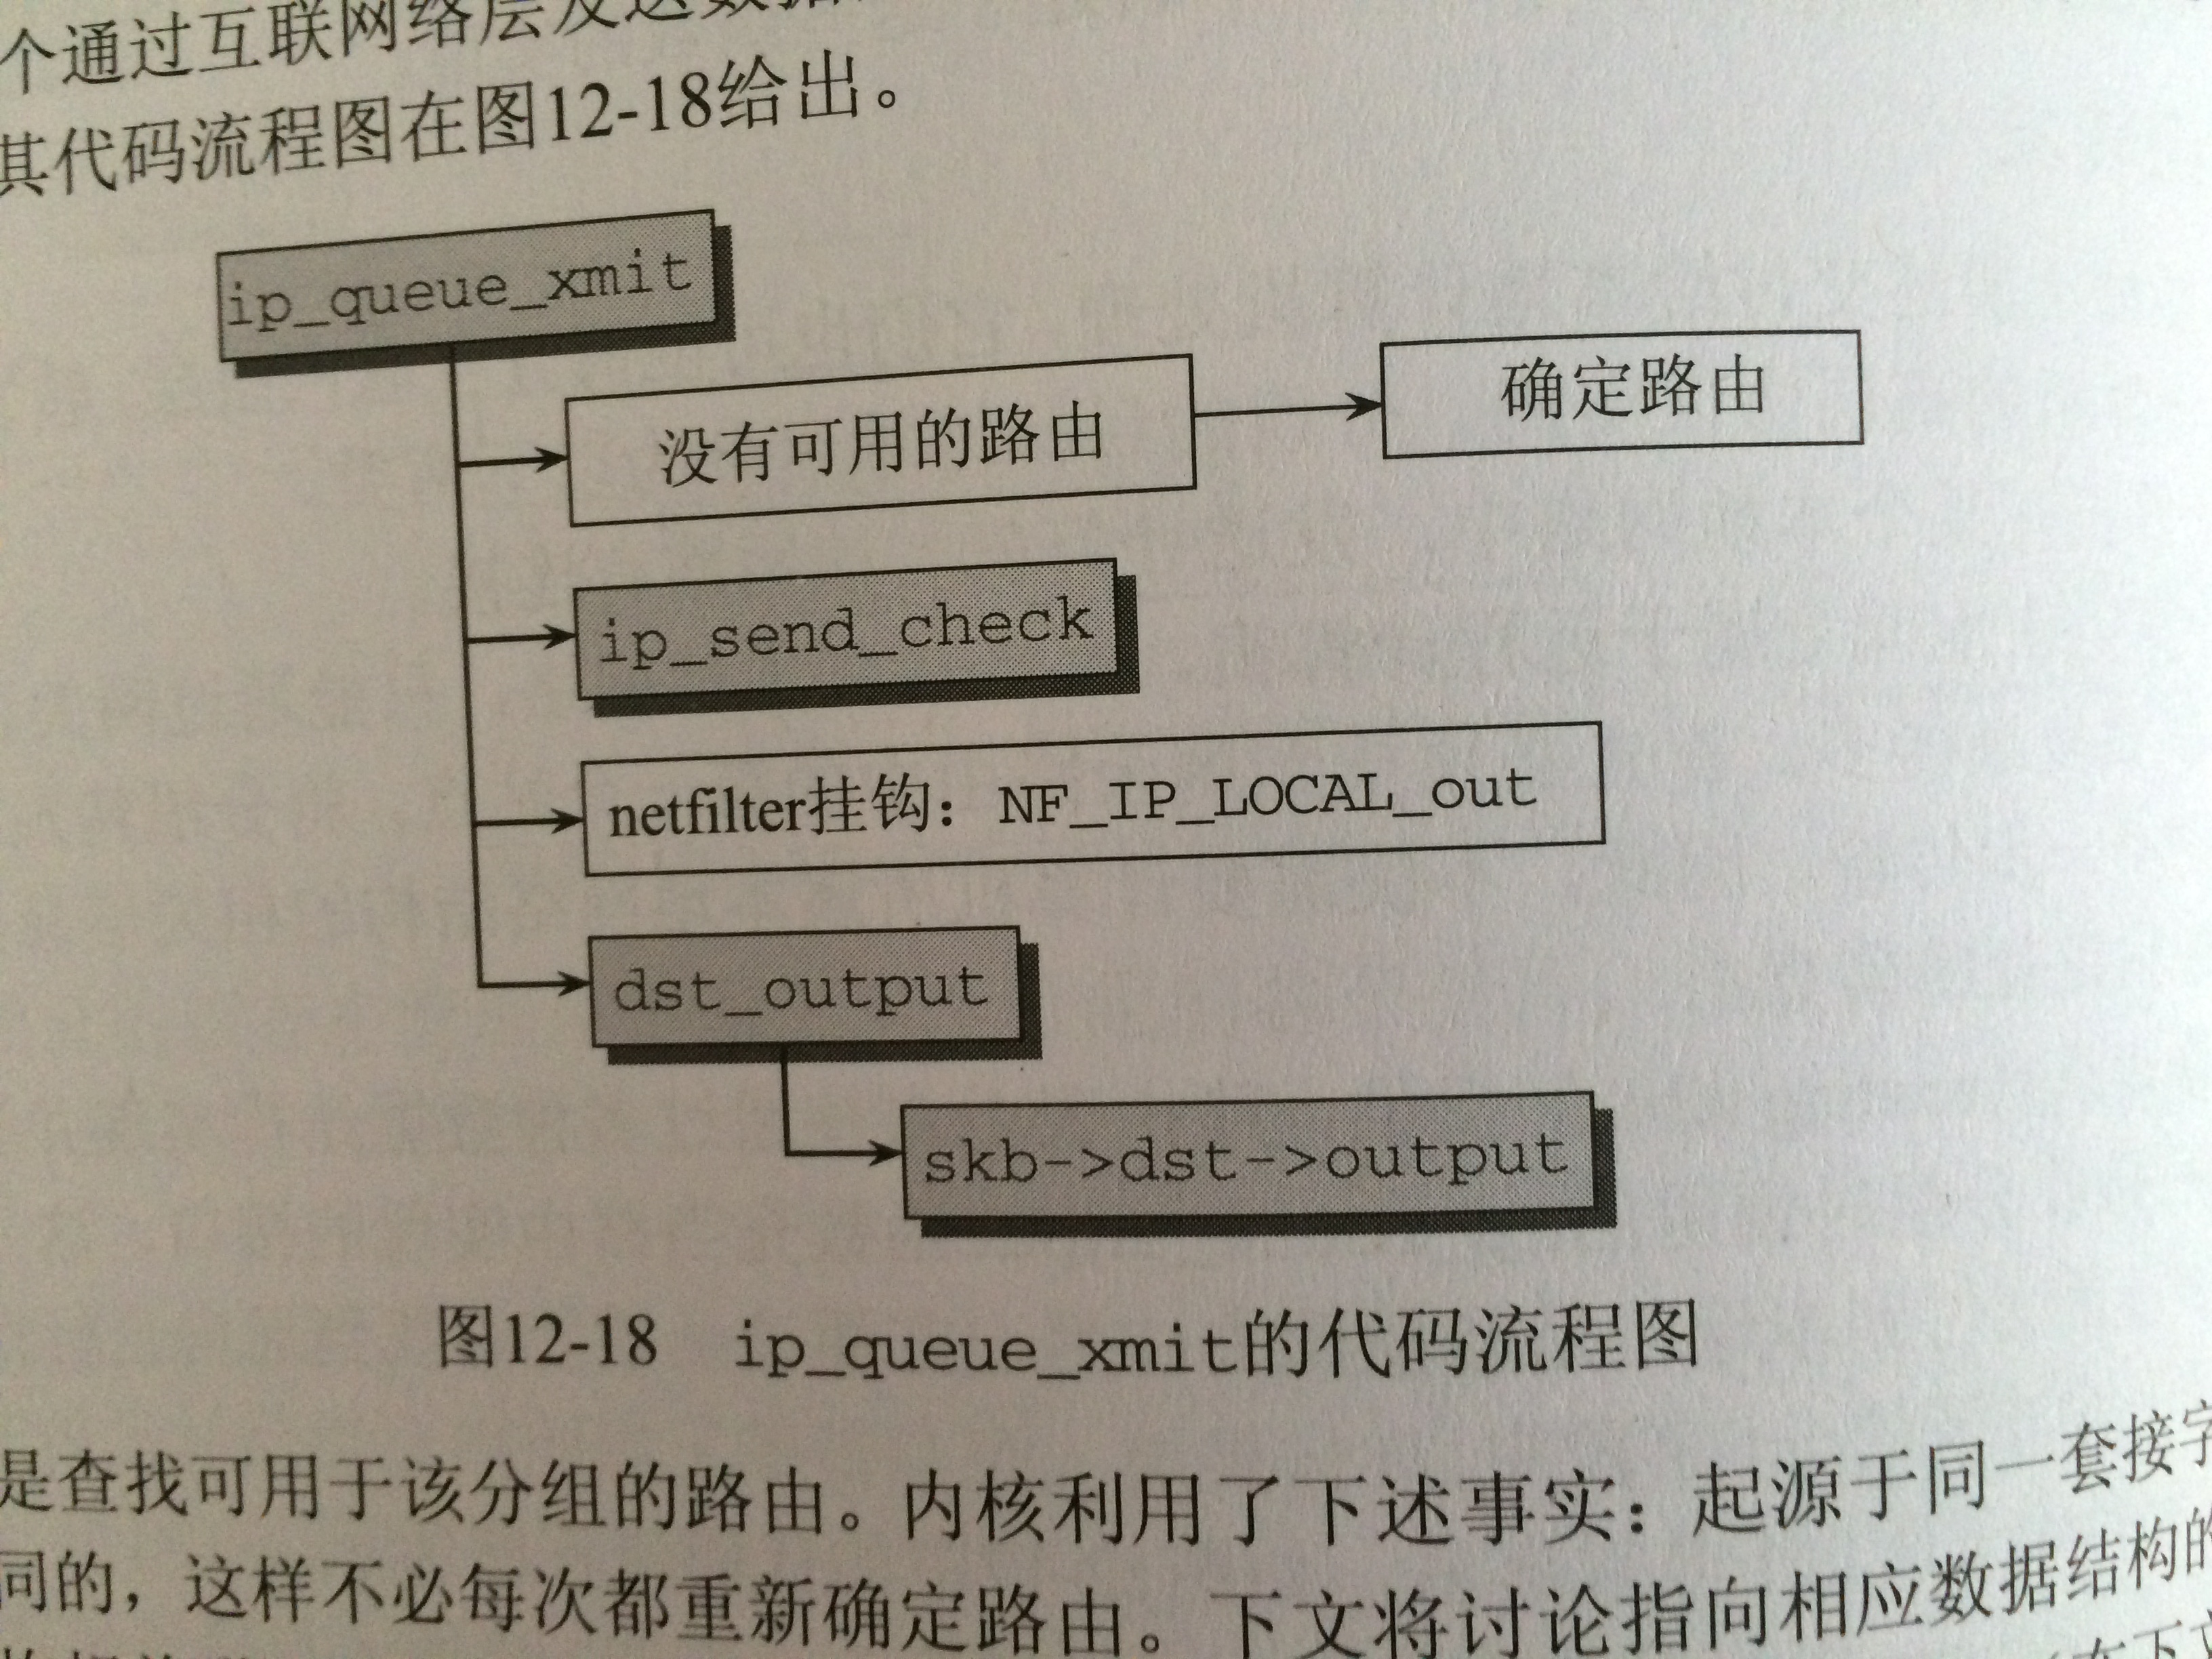 个通过互联网络层发送数据
其代码流程图在图12-18给出。
ip_queue_xmit
没有可用的路由
确定路由
ip_send_check
netfilter挂钩：NF_IP_LOCAL_out
dst_output
skb->dst->output
图12-18 ip_queue_xmit的代码流程图
是查找可用于该分组的路由。内核利用了下述事实：起源于同一套接字
同的，这样不必每次都重新确定路由。下文将讨论指向相应数据结构的